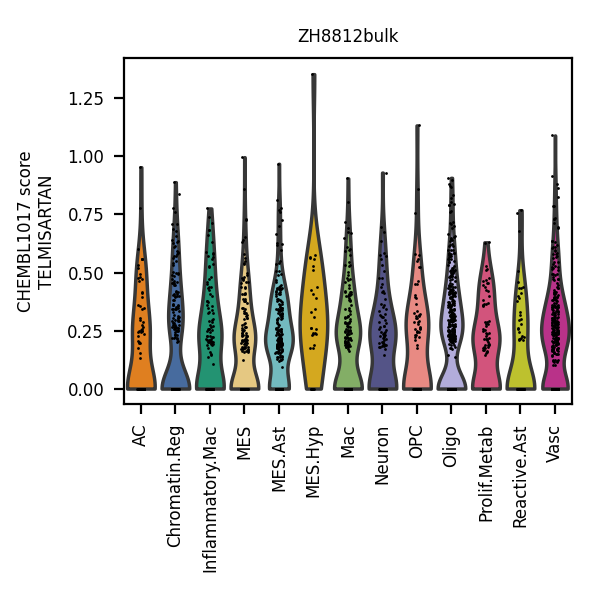 ZH8812bulk
CHEMBL1017 score
TELMISARTAN
1.25
1.00
0.75
0.50
0.25
0.00
AC
Chromatin.Reg
Inflammatory.Mac
MES
MES.Ast
MES.Hyp
Mac
Neuron
OPC
Oligo
Prolif.Metab
Reactive.Ast
Vasc